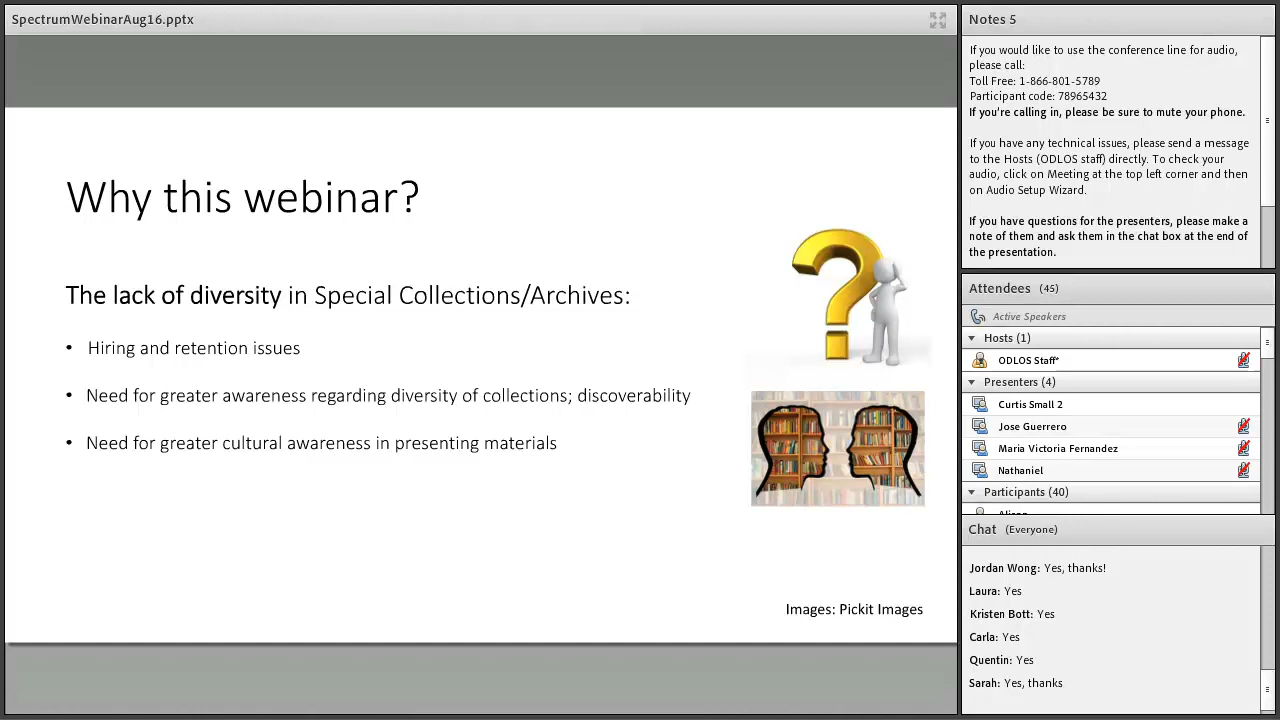 SpectrumWebinarAug16.pptx
Why this webinar?
The lack of diversity in Special Collections/Archives:
• Hiring and retention issues
• Need for greater awareness regarding diversity of collections; discoverability
• Need for greater cultural awareness in presenting materials
Images: Pickit Images
Notes 5
If you would like to use the conference line for audio,
please call:
Toll Free: 1-866-801-5789
Participant code: 78965432
If you're calling in, please be sure to mute your phone.
If you have any technical issues, please send a message
to the Hosts (ODLOS staff) directly. To check your
audio, click on Meeting at the top left corner and then
on Audio Setup Wizard.
If you have questions for the presenters, please make a
note of them and ask them in the chat box at the end of
the presentation.
Attendees (45)
Active Speakers
Hosts (1)
ODLOS Staff*
Presenters (4)
Curtis Small 2
Jose Guerrero
Maria Victoria Fernandez
Nathaniel
Participants (40)
Chat (Everyone)
Jordan Wong: Yes, thanks!
Laura: Yes
Kristen Bott: Yes
Carla: Yes
Quentin: Yes
Sarah: Yes, thanks